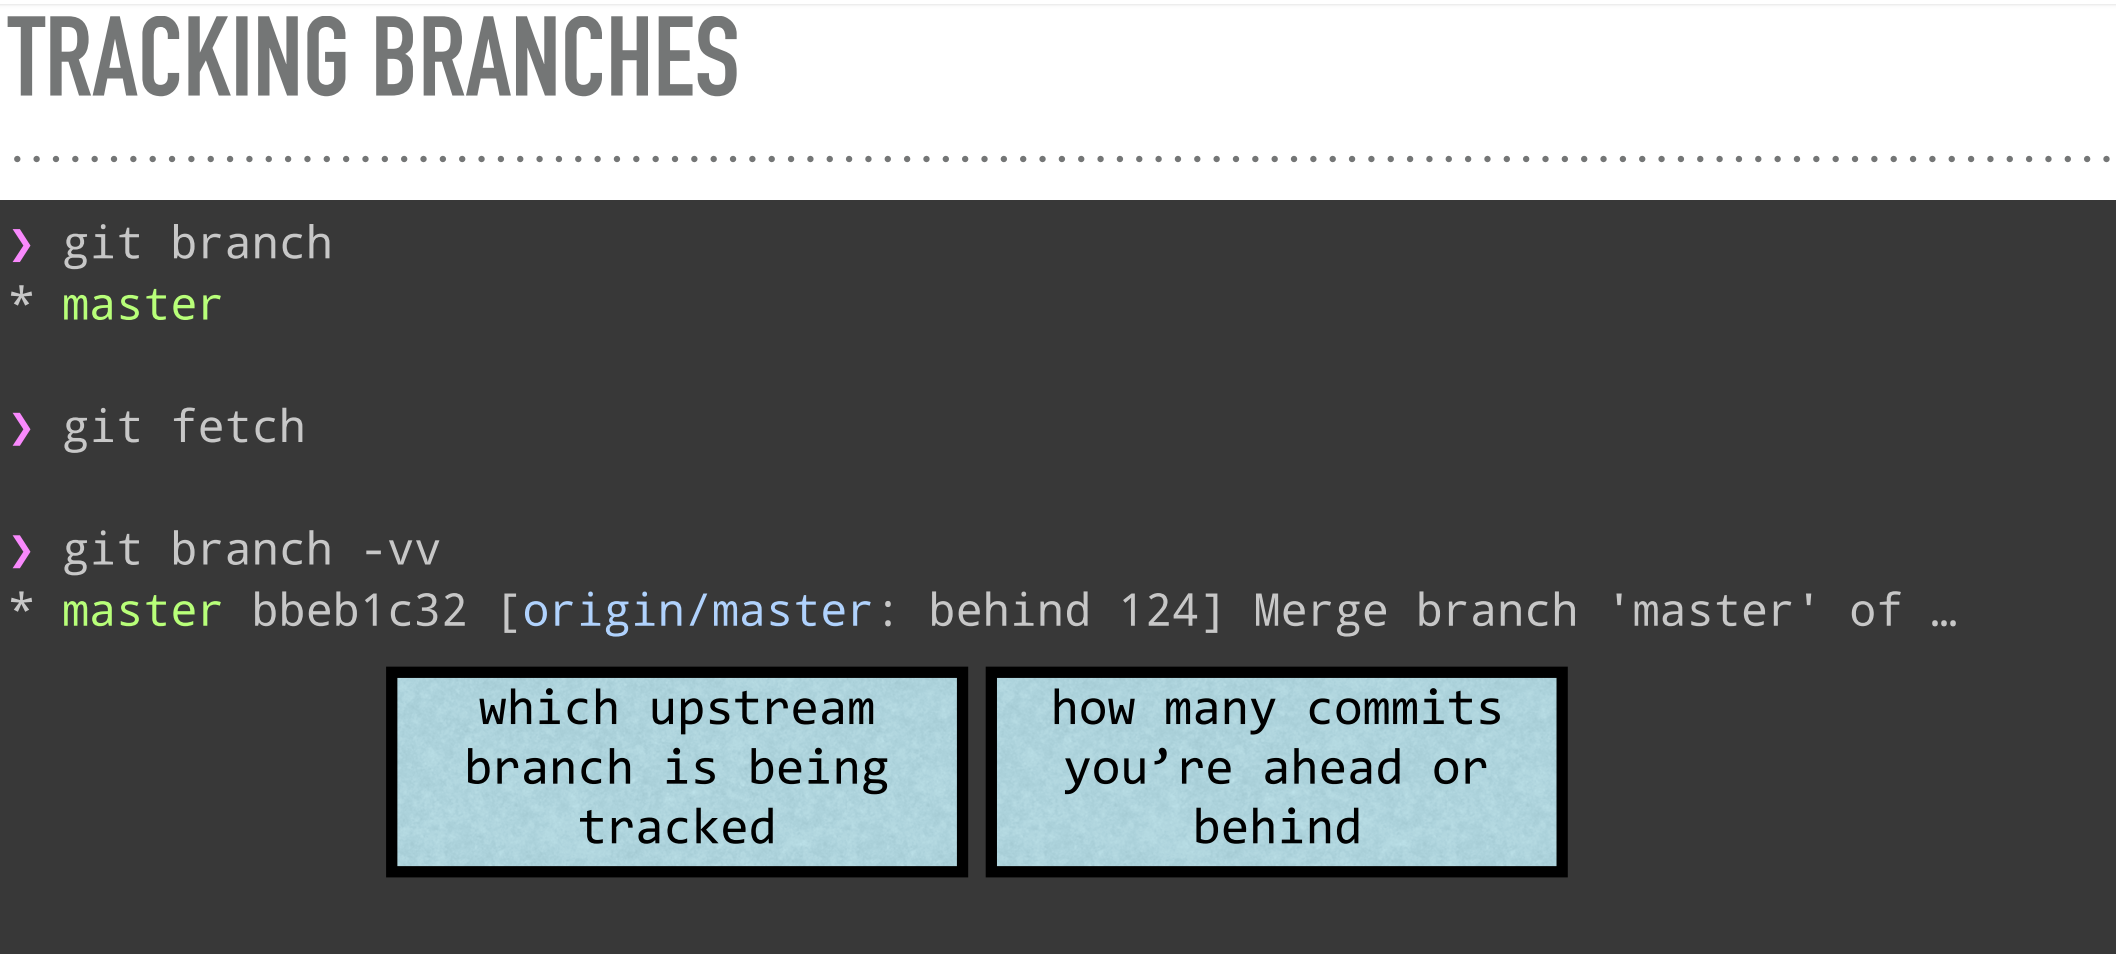 TRACKING BRANCHES
❯ git branch
* master
❯ git fetch
❯ git branch -vv
* master bbeb1c32 [origin/master: behind 124] Merge branch 'master' of …
which upstream
branch is being
tracked
how many commits
you’re ahead or
behind